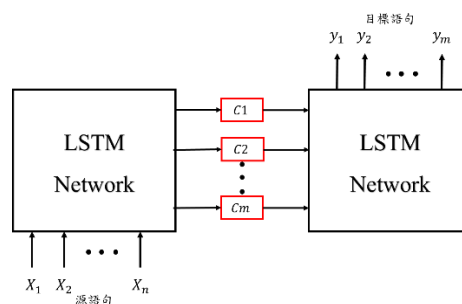 目標語句
y₁ y₂ • • • yₘ
LSTM
Network
C1
C2
•
•
•
Cm
LSTM
Network
X₁ X₂ • • • Xₙ
源語句